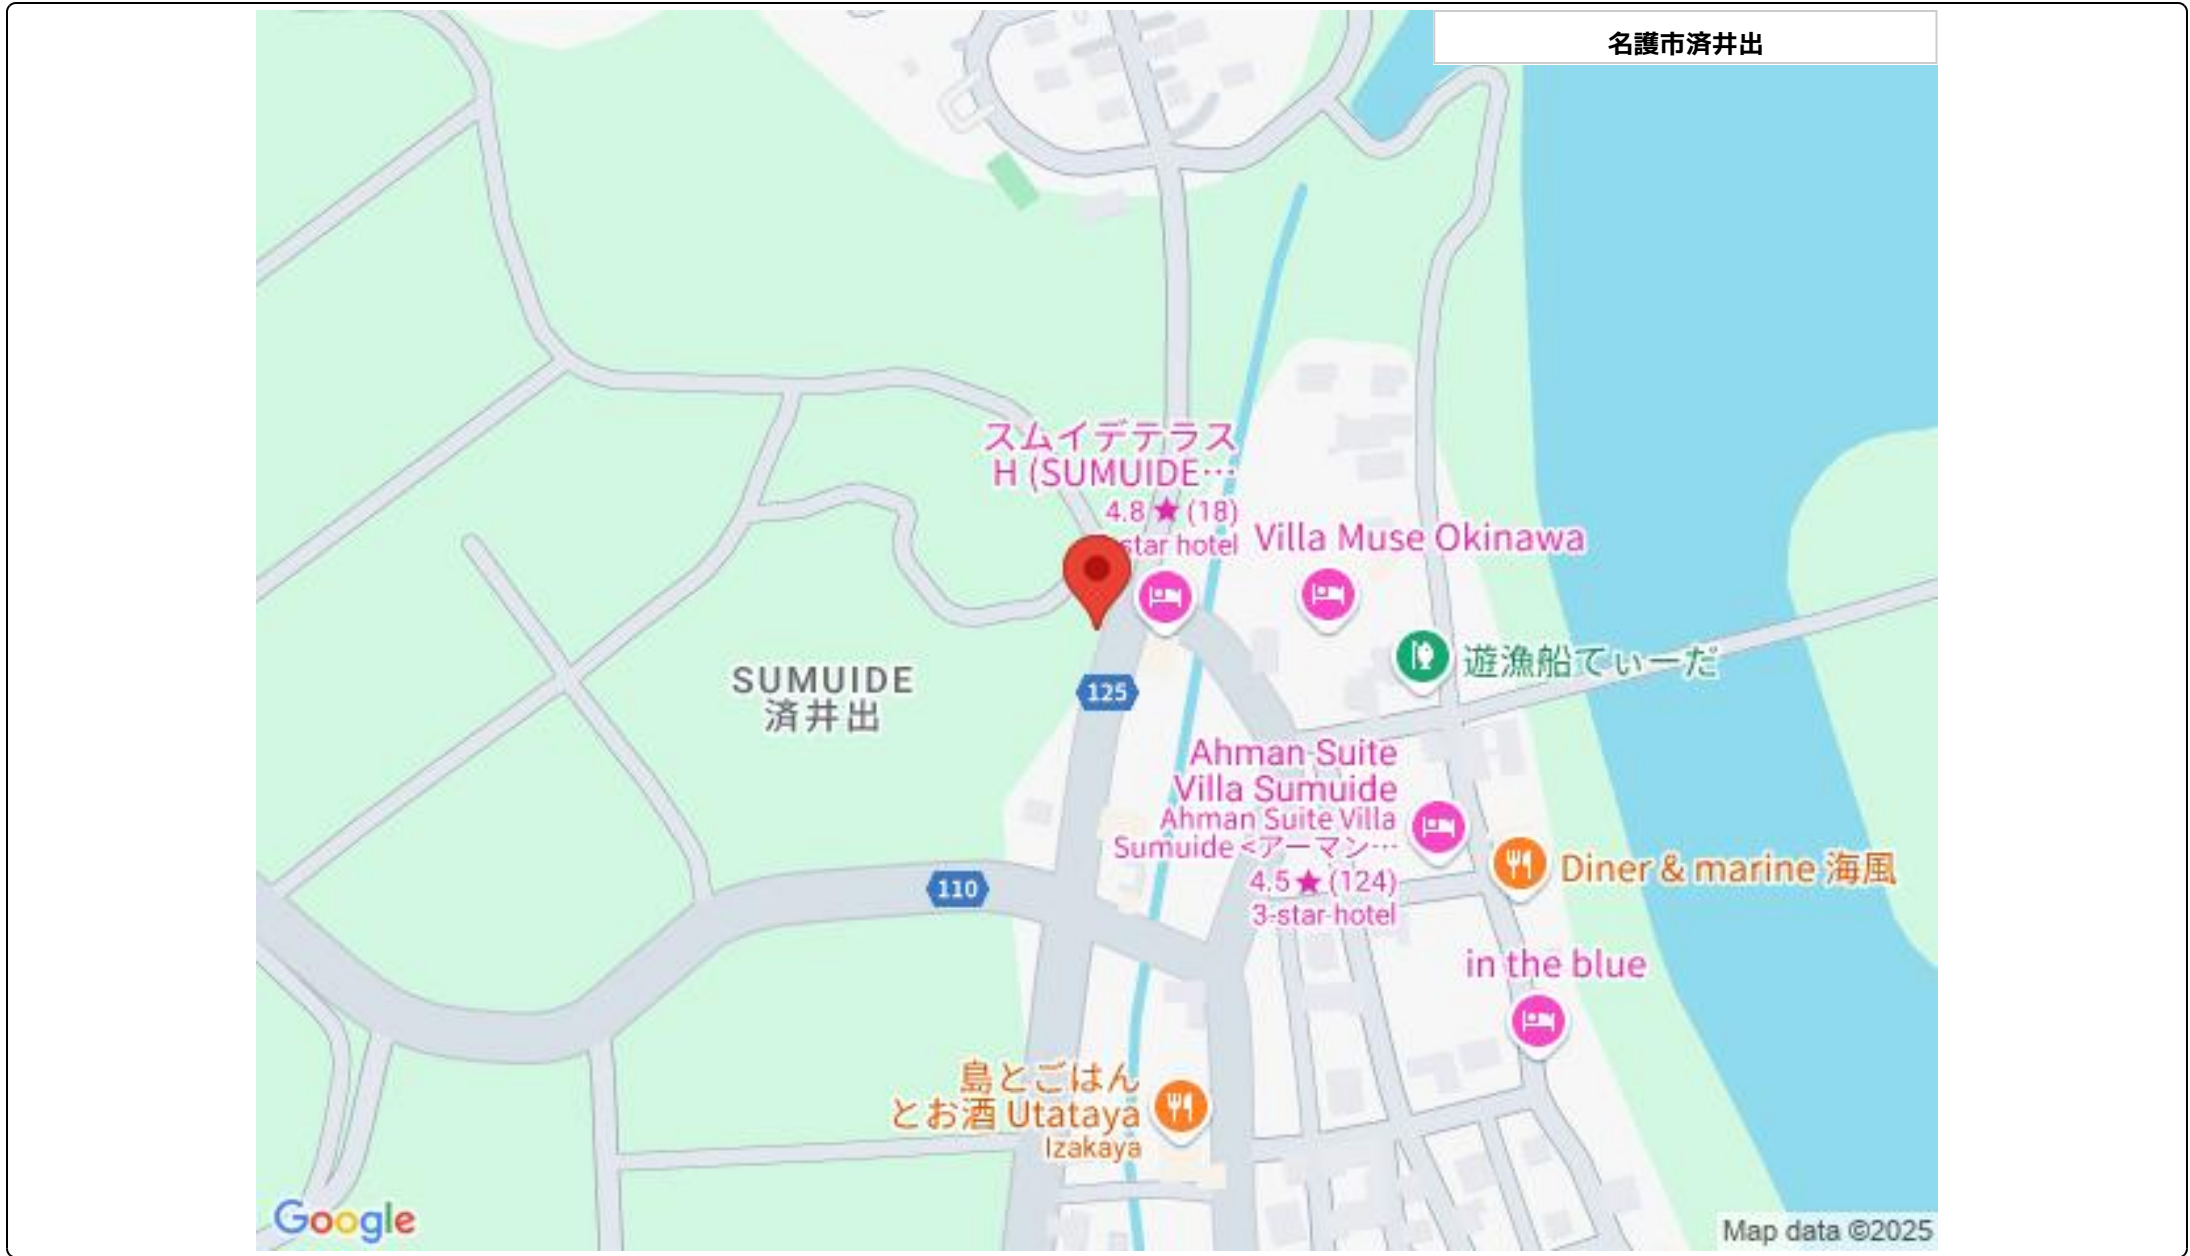 名護市済井出
スムイデテラス
H (SUMUIDE…
4.8 ★ (18)
star hotel
Villa Muse Okinawa
遊漁船てぃーだ
SUMUIDE
済井出
125
Ahman Suite
Villa Sumuide
Ahman Suite Villa
Sumuide <アーマン…
4.5 ★ (124)
3-star hotel
110
Diner & marine 海風
in the blue
島とごはん
とお酒 Utataya
Izakaya
Google
Map data ©2025